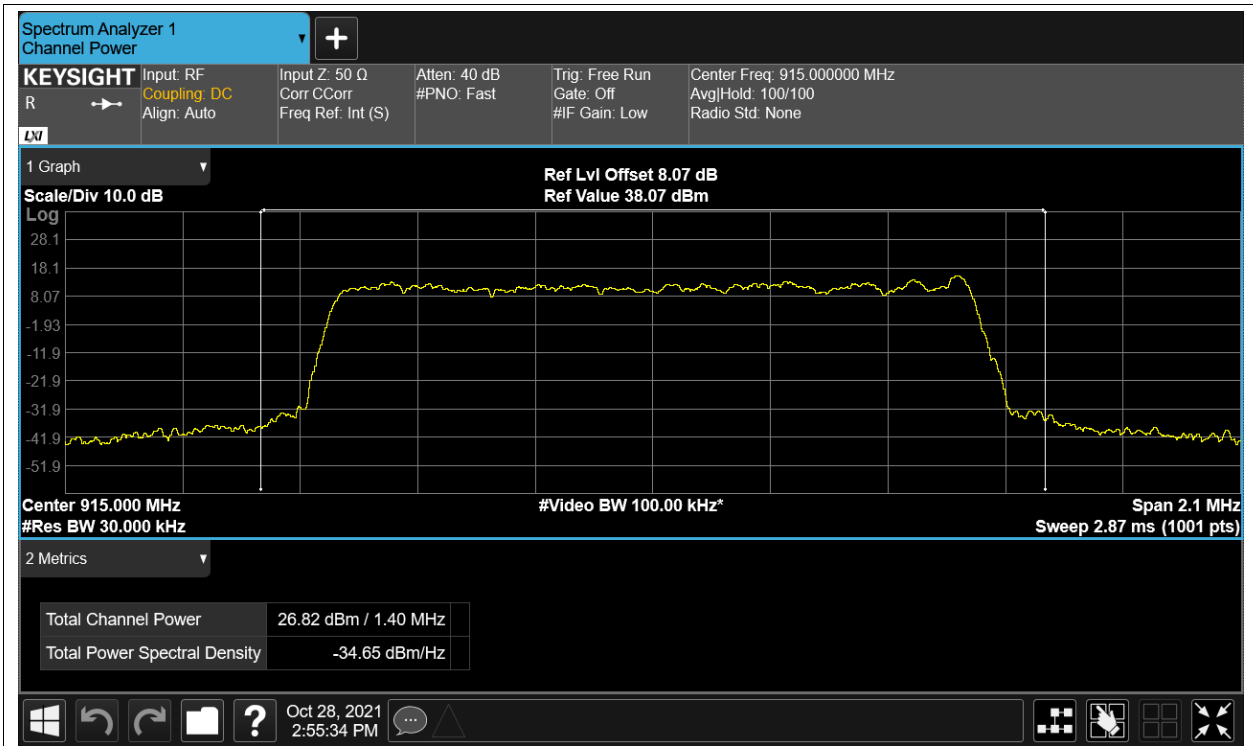 Spectrum Analyzer 1
Channel Power
+
KEYSIGHT
R
LXI
Input: RF
Coupling: DC
Align: Auto
Input Z: 50 Ω
Corr CCorr
Freq Ref: Int (S)
Atten: 40 dB
#PNO: Fast
Trig: Free Run
Gate: Off
#IF Gain: Low
Center Freq: 915.000000 MHz
Avg|Hold: 100/100
Radio Std: None
1 Graph
Scale/Div 10.0 dB
Ref Lvl Offset 8.07 dB
Ref Value 38.07 dBm
Log
28.1
18.1
8.07
-1.93
-11.9
-21.9
-31.9
-41.9
-51.9
Center 915.000 MHz
#Video BW 100.00 kHz*
Span 2.1 MHz
#Res BW 30.000 kHz
Sweep 2.87 ms (1001 pts)
2 Metrics
Total Channel Power 26.82 dBm / 1.40 MHz
Total Power Spectral Density -34.65 dBm/Hz
?
Oct 28, 2021
2:55:34 PM